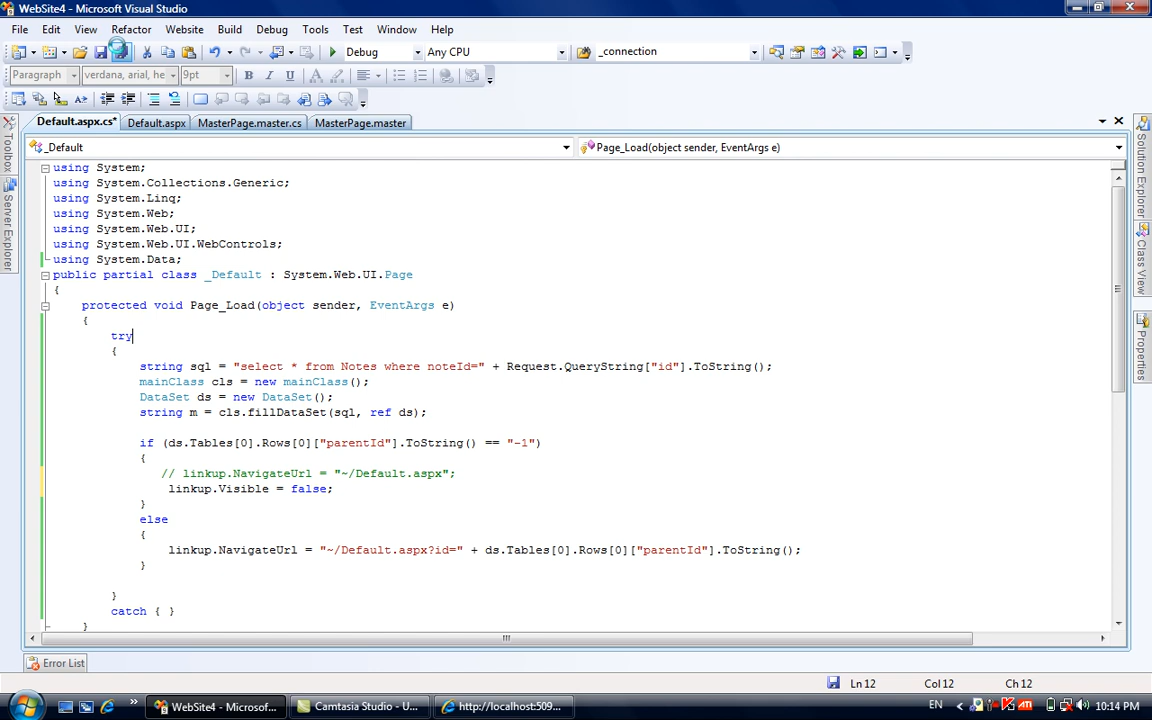 WebSite4 - Microsoft Visual Studio
File Edit View Refactor Website Build Debug Tools Test Window Help
Debug Any CPU _connection
Paragraph verdana, arial, he 9pt B I U
Default.aspx.cs* Default.aspx MasterPage.master.cs MasterPage.master
_Default Page_Load(object sender, EventArgs e)
using System;
using System.Collections.Generic;
using System.Linq;
using System.Web;
using System.Web.UI;
using System.Web.UI.WebControls;
using System.Data;
public partial class _Default : System.Web.UI.Page
{
protected void Page_Load(object sender, EventArgs e)
{
try
{
string sql = "select * from Notes where noteId=" + Request.QueryString["id"].ToString();
mainClass cls = new mainClass();
DataSet ds = new DataSet();
string m = cls.fillDataSet(sql, ref ds);
if (ds.Tables[0].Rows[0]["parentId"].ToString() == "-1")
{
// linkup.NavigateUrl = "~/Default.aspx";
linkup.Visible = false;
}
else
{
linkup.NavigateUrl = "~/Default.aspx?id=" + ds.Tables[0].Rows[0]["parentId"].ToString();
}
}
catch { }
}
Toolbox
Server Explorer
Solution Explorer
Class View
Properties
Error List
Ln 12 Col 12 Ch 12
WebSite4 - Microsof... Camtasia Studio - U... http://localhost:509... EN 10:14 PM